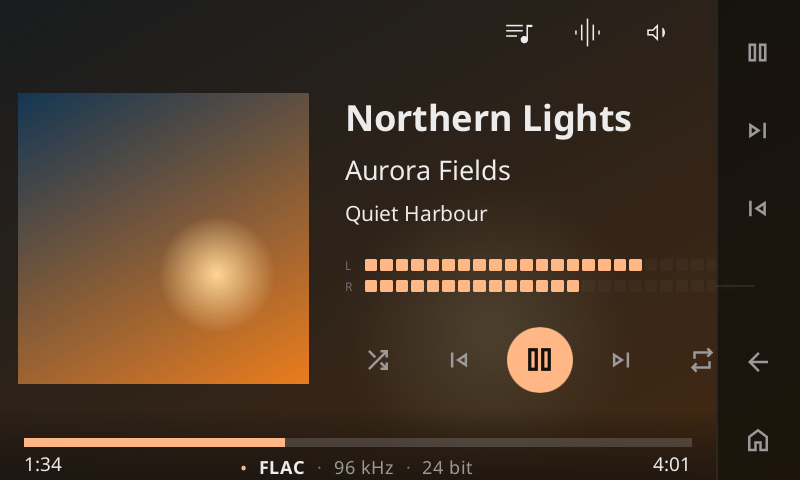 Northern Lights
Aurora Fields
Quiet Harbour
L
R
1:34
• FLAC · 96 kHz · 24 bit
4:01